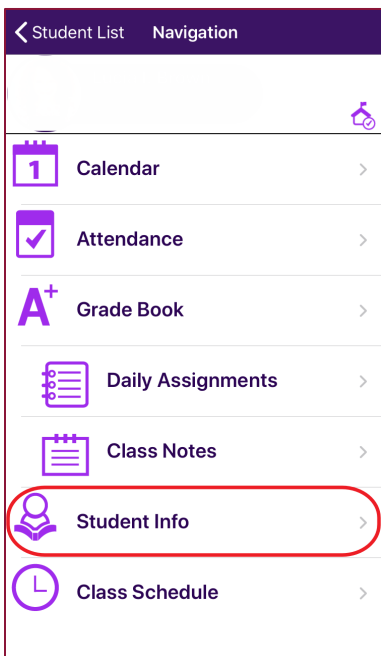 Student List Navigation
1 Calendar
Attendance
A+ Grade Book
Daily Assignments
Class Notes
Student Info
Class Schedule